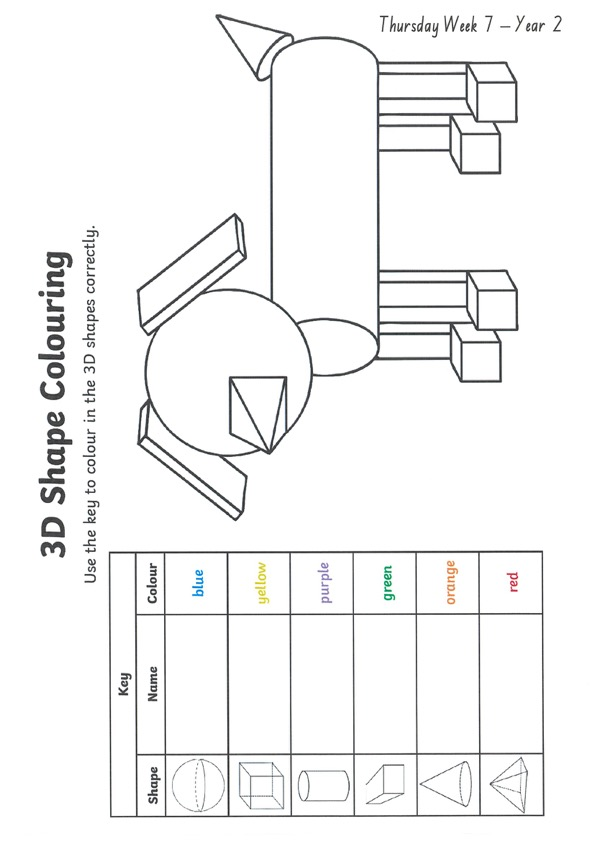 Thursday Week 7 – Year 2
3D Shape Colouring
Use the key to colour in the 3D shapes correctly.
Key
Shape Name Colour
blue
yellow
purple
green
orange
red